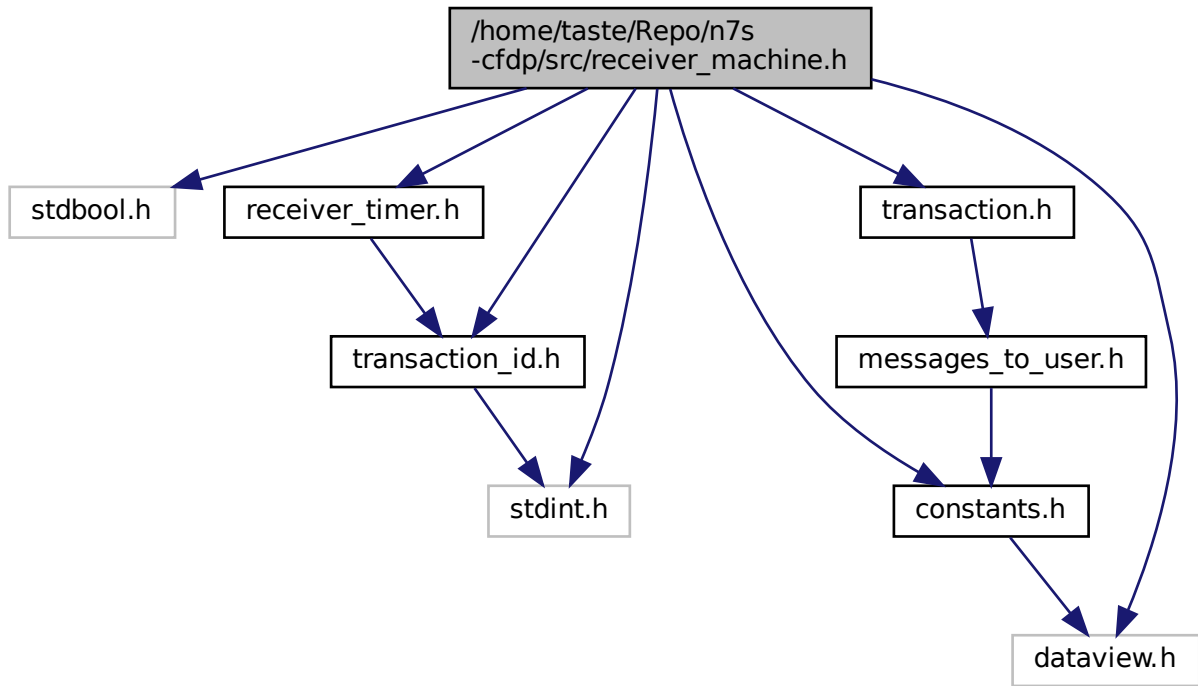 /home/taste/Repo/n7s
-cfdp/src/receiver_machine.h
stdbool.h
receiver_timer.h
transaction.h
transaction_id.h
messages_to_user.h
stdint.h
constants.h
dataview.h